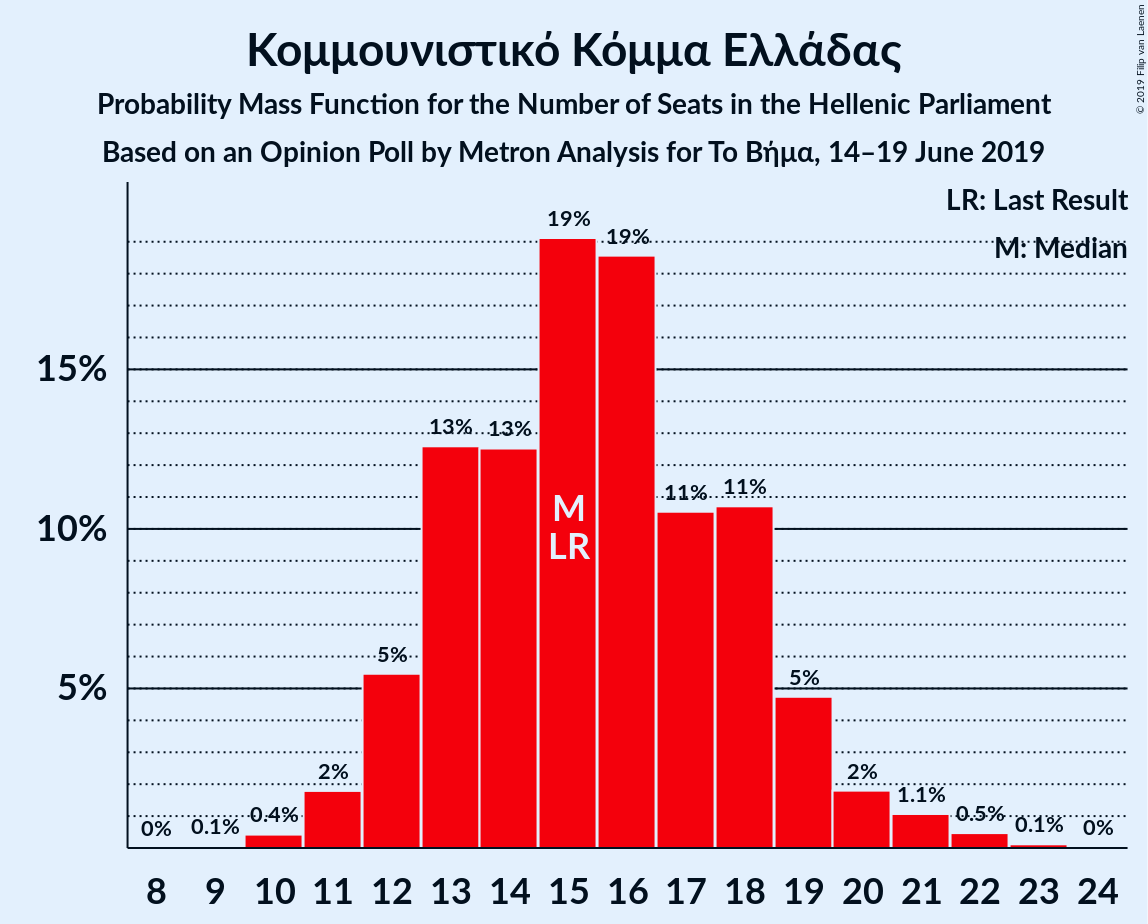 Κομμουνιστικό Κόμμα Ελλάδας
Probability Mass Function for the Number of Seats in the Hellenic Parliament
Based on an Opinion Poll by Metron Analysis for Το Βήμα, 14–19 June 2019
© 2019 Filip van Laenen
LR: Last Result
M: Median
15%
10%
5%
0%
0.1%
0.4%
2%
5%
13%
13%
19%
19%
11%
11%
5%
2%
1.1%
0.5%
0.1%
0%
M
LR
8 9 10 11 12 13 14 15 16 17 18 19 20 21 22 23 24